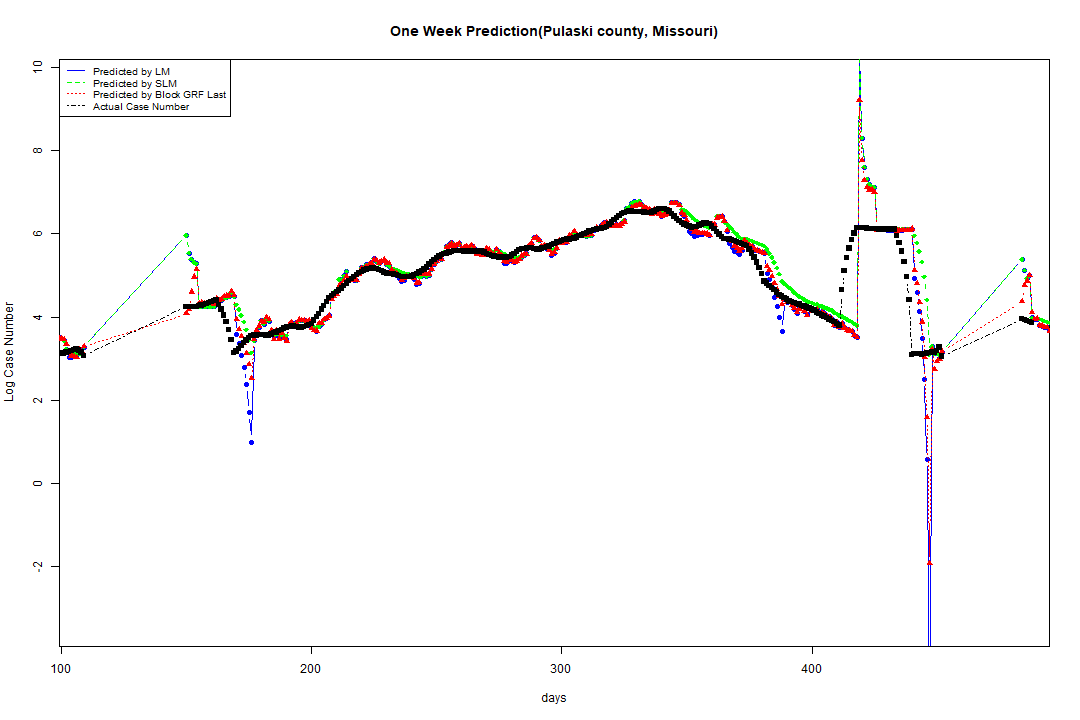 One Week Prediction(Pulaski county, Missouri)
Predicted by LM
Predicted by SLM
Predicted by Block GRF Last
Actual Case Number
10
8
6
4
2
0
-2
Log Case Number
100 200 300 400
days